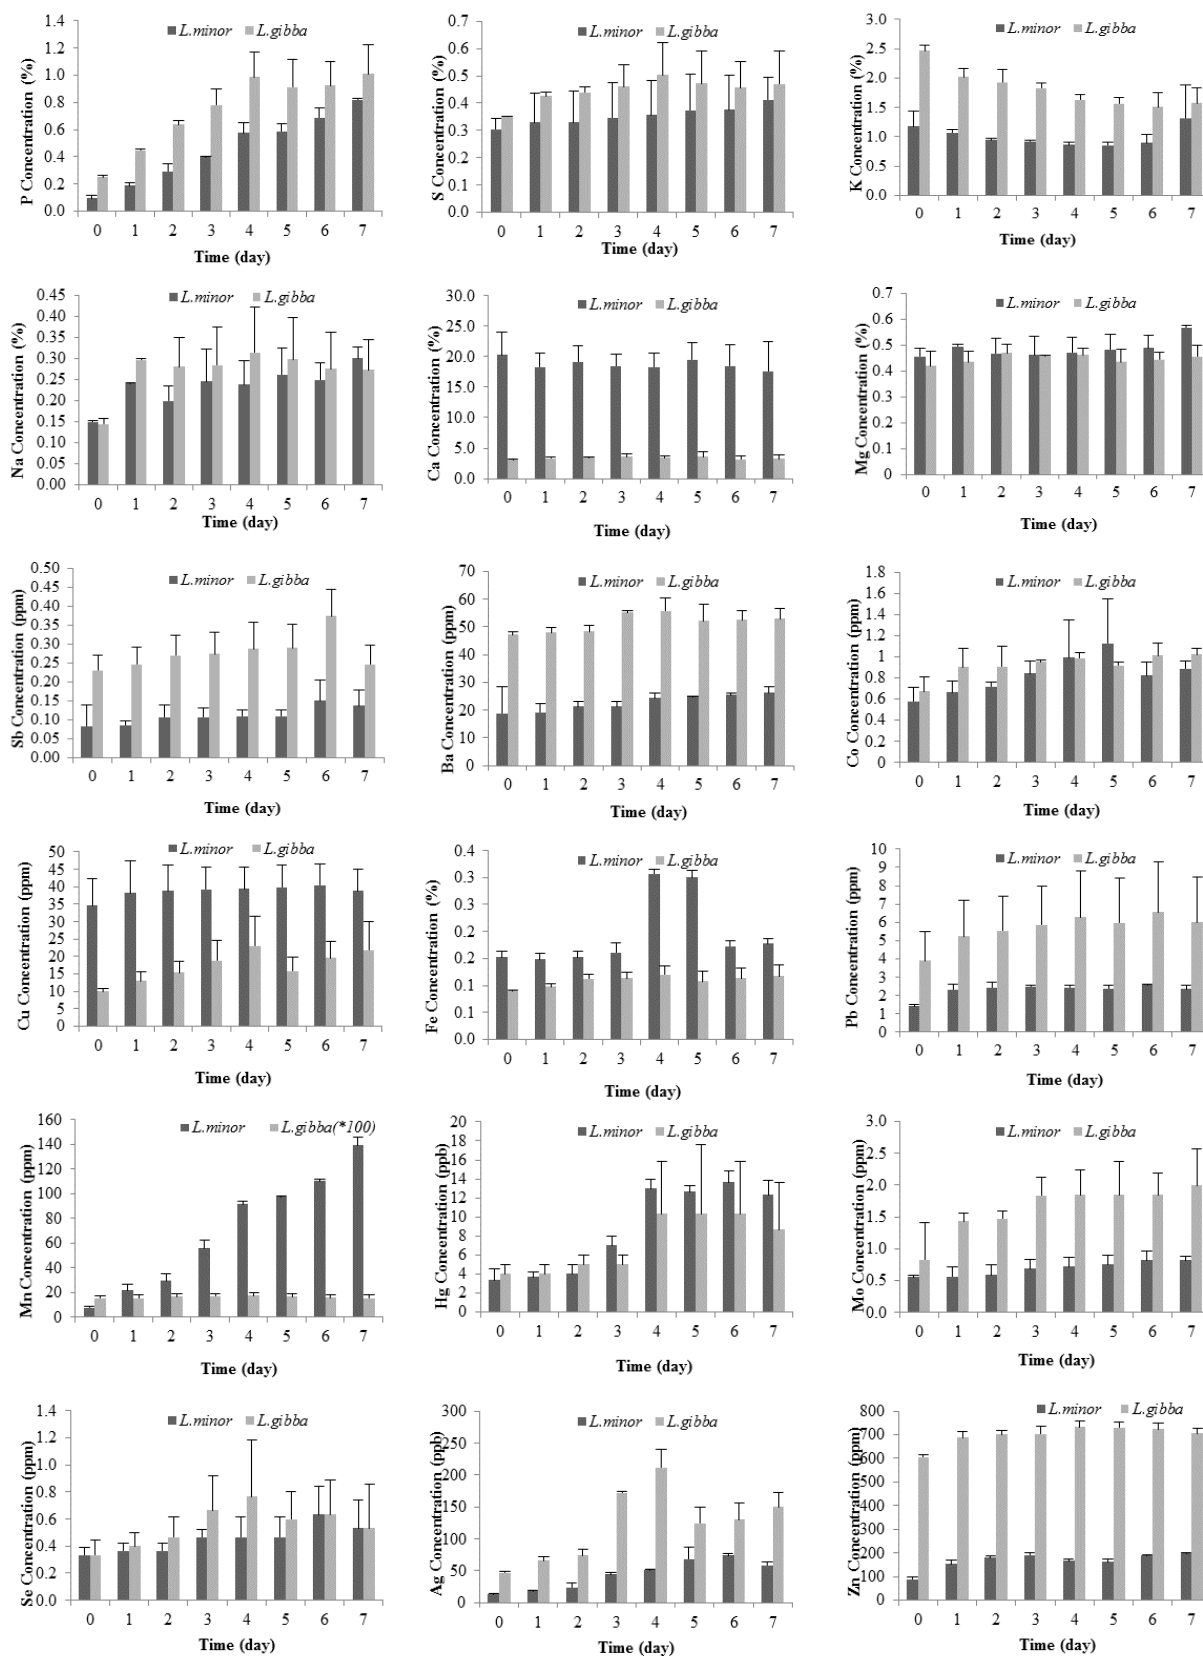 P Concentration (%)
L.minor L.gibba
1.4
1.2
1.0
0.8
0.6
0.4
0.2
0.0
0 1 2 3 4 5 6 7
Time (day)
S Concentration (%)
L.minor L.gibba
0.7
0.6
0.5
0.4
0.3
0.2
0.1
0.0
0 1 2 3 4 5 6 7
Time (day)
K Concentration (%)
L.minor L.gibba
3.0
2.5
2.0
1.5
1.0
0.5
0.0
0 1 2 3 4 5 6 7
Time (day)
Na Concentration (%)
L.minor L.gibba
0.45
0.40
0.35
0.30
0.25
0.20
0.15
0.10
0.05
0.00
0 1 2 3 4 5 6 7
Time (day)
Ca Concentration (%)
L.minor L.gibba
30.0
25.0
20.0
15.0
10.0
5.0
0.0
0 1 2 3 4 5 6 7
Time (day)
Mg Concentration (%)
L.minor L.gibba
0.7
0.6
0.5
0.4
0.3
0.2
0.1
0
0 1 2 3 4 5 6 7
Time (day)
Sb Concentration (ppm)
L.minor L.gibba
0.50
0.45
0.40
0.35
0.30
0.25
0.20
0.15
0.10
0.05
0.00
0 1 2 3 4 5 6 7
Time (day)
Ba Concentration (ppm)
L.minor L.gibba
70
60
50
40
30
20
10
0
0 1 2 3 4 5 6 7
Time (day)
Co Concentration (ppm)
L.minor L.gibba
1.8
1.6
1.4
1.2
1
0.8
0.6
0.4
0.2
0
0 1 2 3 4 5 6 7
Time (day)
Cu Concentration (ppm)
L.minor L.gibba
50
45
40
35
30
25
20
15
10
5
0
0 1 2 3 4 5 6 7
Time (day)
Fe Concentration (%)
L.minor L.gibba
0.4
0.3
0.3
0.2
0.2
0.1
0.1
0.0
0 1 2 3 4 5 6 7
Time (day)
Pb Concentration (ppm)
L.minor L.gibba
10
9
8
7
6
5
4
3
2
1
0
0 1 2 3 4 5 6 7
Time (day)
Mn Concentration (ppm)
L.minor L.gibba(*100)
160
140
120
100
80
60
40
20
0
0 1 2 3 4 5 6 7
Time (day)
Hg Concentration (ppb)
L.minor L.gibba
20
18
16
14
12
10
8
6
4
2
0
0 1 2 3 4 5 6 7
Time (day)
Mo Concentration (ppm)
L.minor L.gibba
3.0
2.5
2.0
1.5
1.0
0.5
0.0
0 1 2 3 4 5 6 7
Time (day)
Se Concentration (ppm)
L.minor L.gibba
1.4
1.2
1.0
0.8
0.6
0.4
0.2
0.0
0 1 2 3 4 5 6 7
Time (day)
Ag Concentration (ppb)
L.minor L.gibba
300
250
200
150
100
50
0
0 1 2 3 4 5 6 7
Time (day)
Zn Concentration (ppm)
L.minor L.gibba
800
700
600
500
400
300
200
100
0
0 1 2 3 4 5 6 7
Time (day)